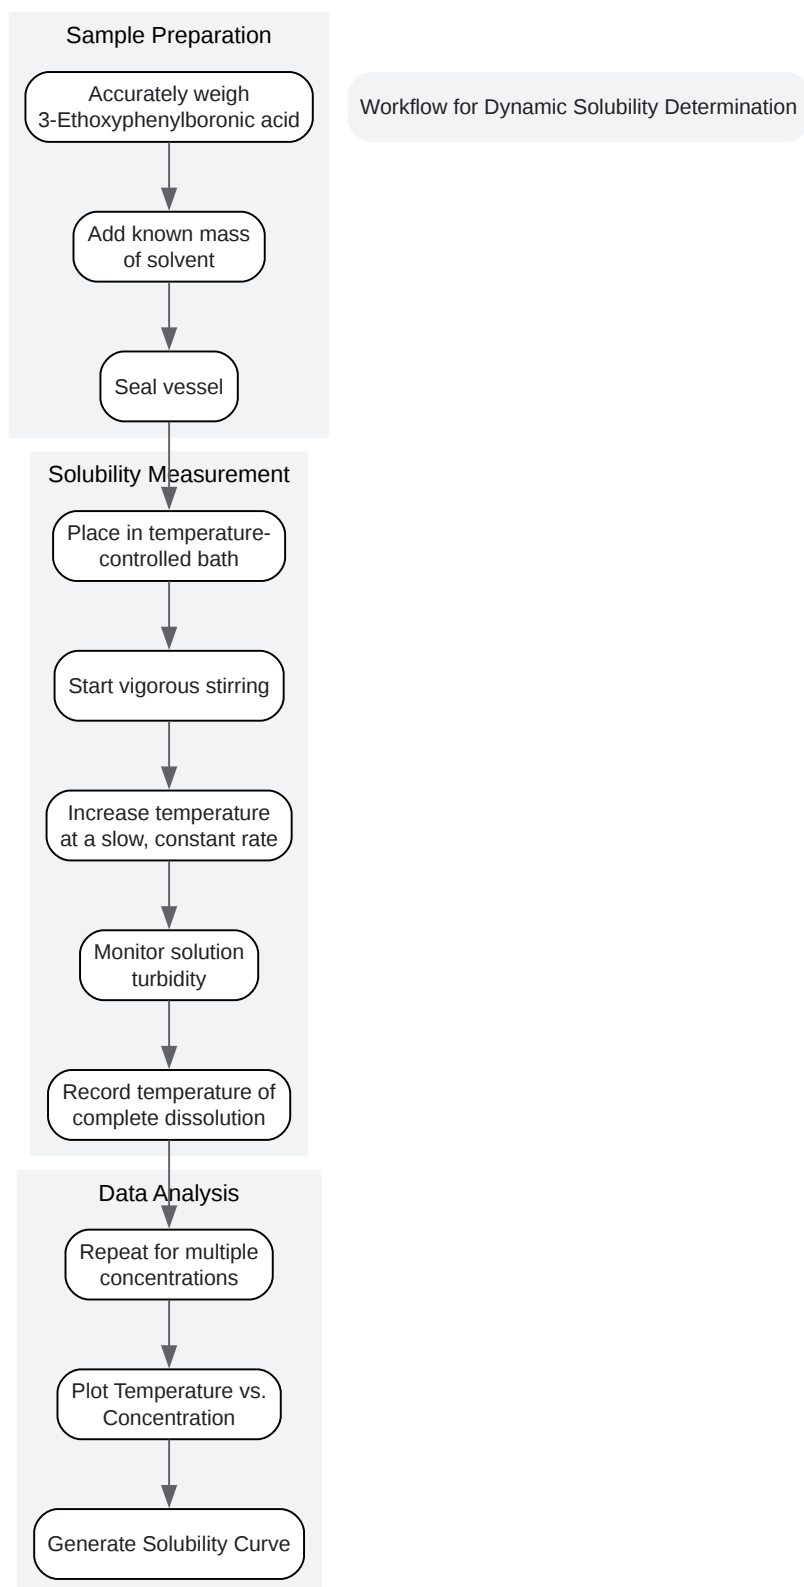 Sample Preparation
Accurately weigh
3-Ethoxyphenylboronic acid
Workflow for Dynamic Solubility Determination
Add known mass
of solvent
Seal vessel
Solubility Measurement
Place in temperature-
controlled bath
Start vigorous stirring
Increase temperature
at a slow, constant rate
Monitor solution
turbidity
Record temperature of
complete dissolution
Data Analysis
Repeat for multiple
concentrations
Plot Temperature vs.
Concentration
Generate Solubility Curve